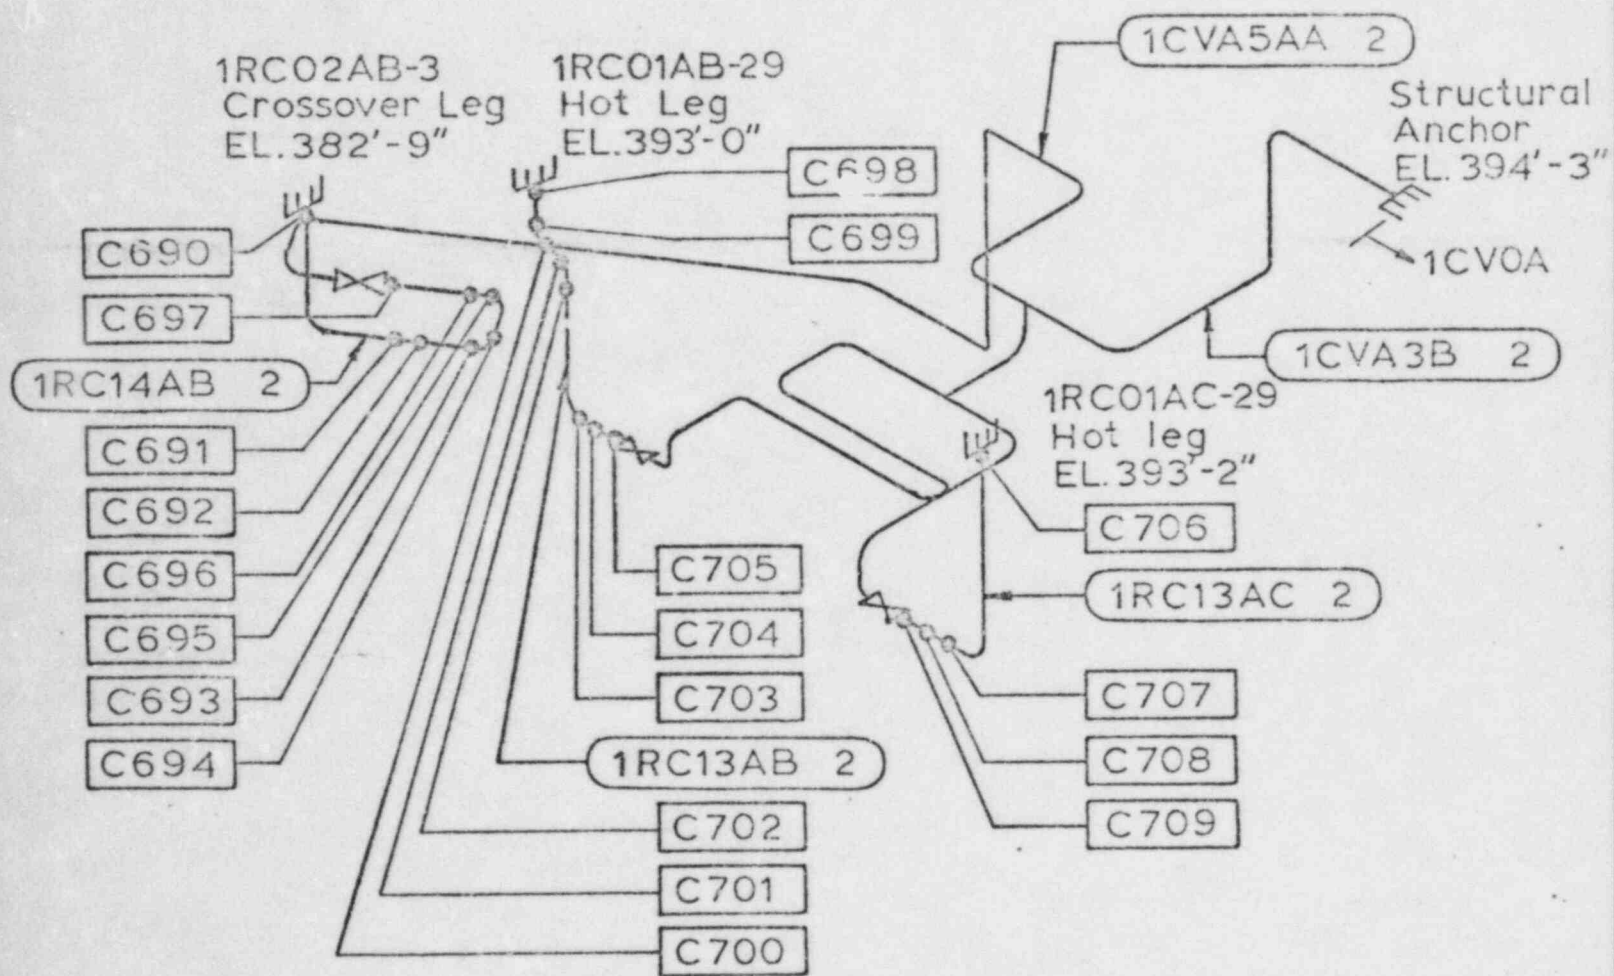 1CVA5AA 2
1RC02AB-3
Crossover Leg
EL.382'-9"
1RC01AB-29
Hot Leg
EL.393'-0"
Structural
Anchor
EL.394'-3"
C698
C699
C690
1CV0A
C697
1CVA3B 2
1RC14AB 2
1RC01AC-29
Hot leg
EL.393'-2"
C691
C692
C706
C696
C705
1RC13AC 2
C695
C704
C693
C703
C707
C694
1RC13AB 2
C708
C702
C709
C701
C700